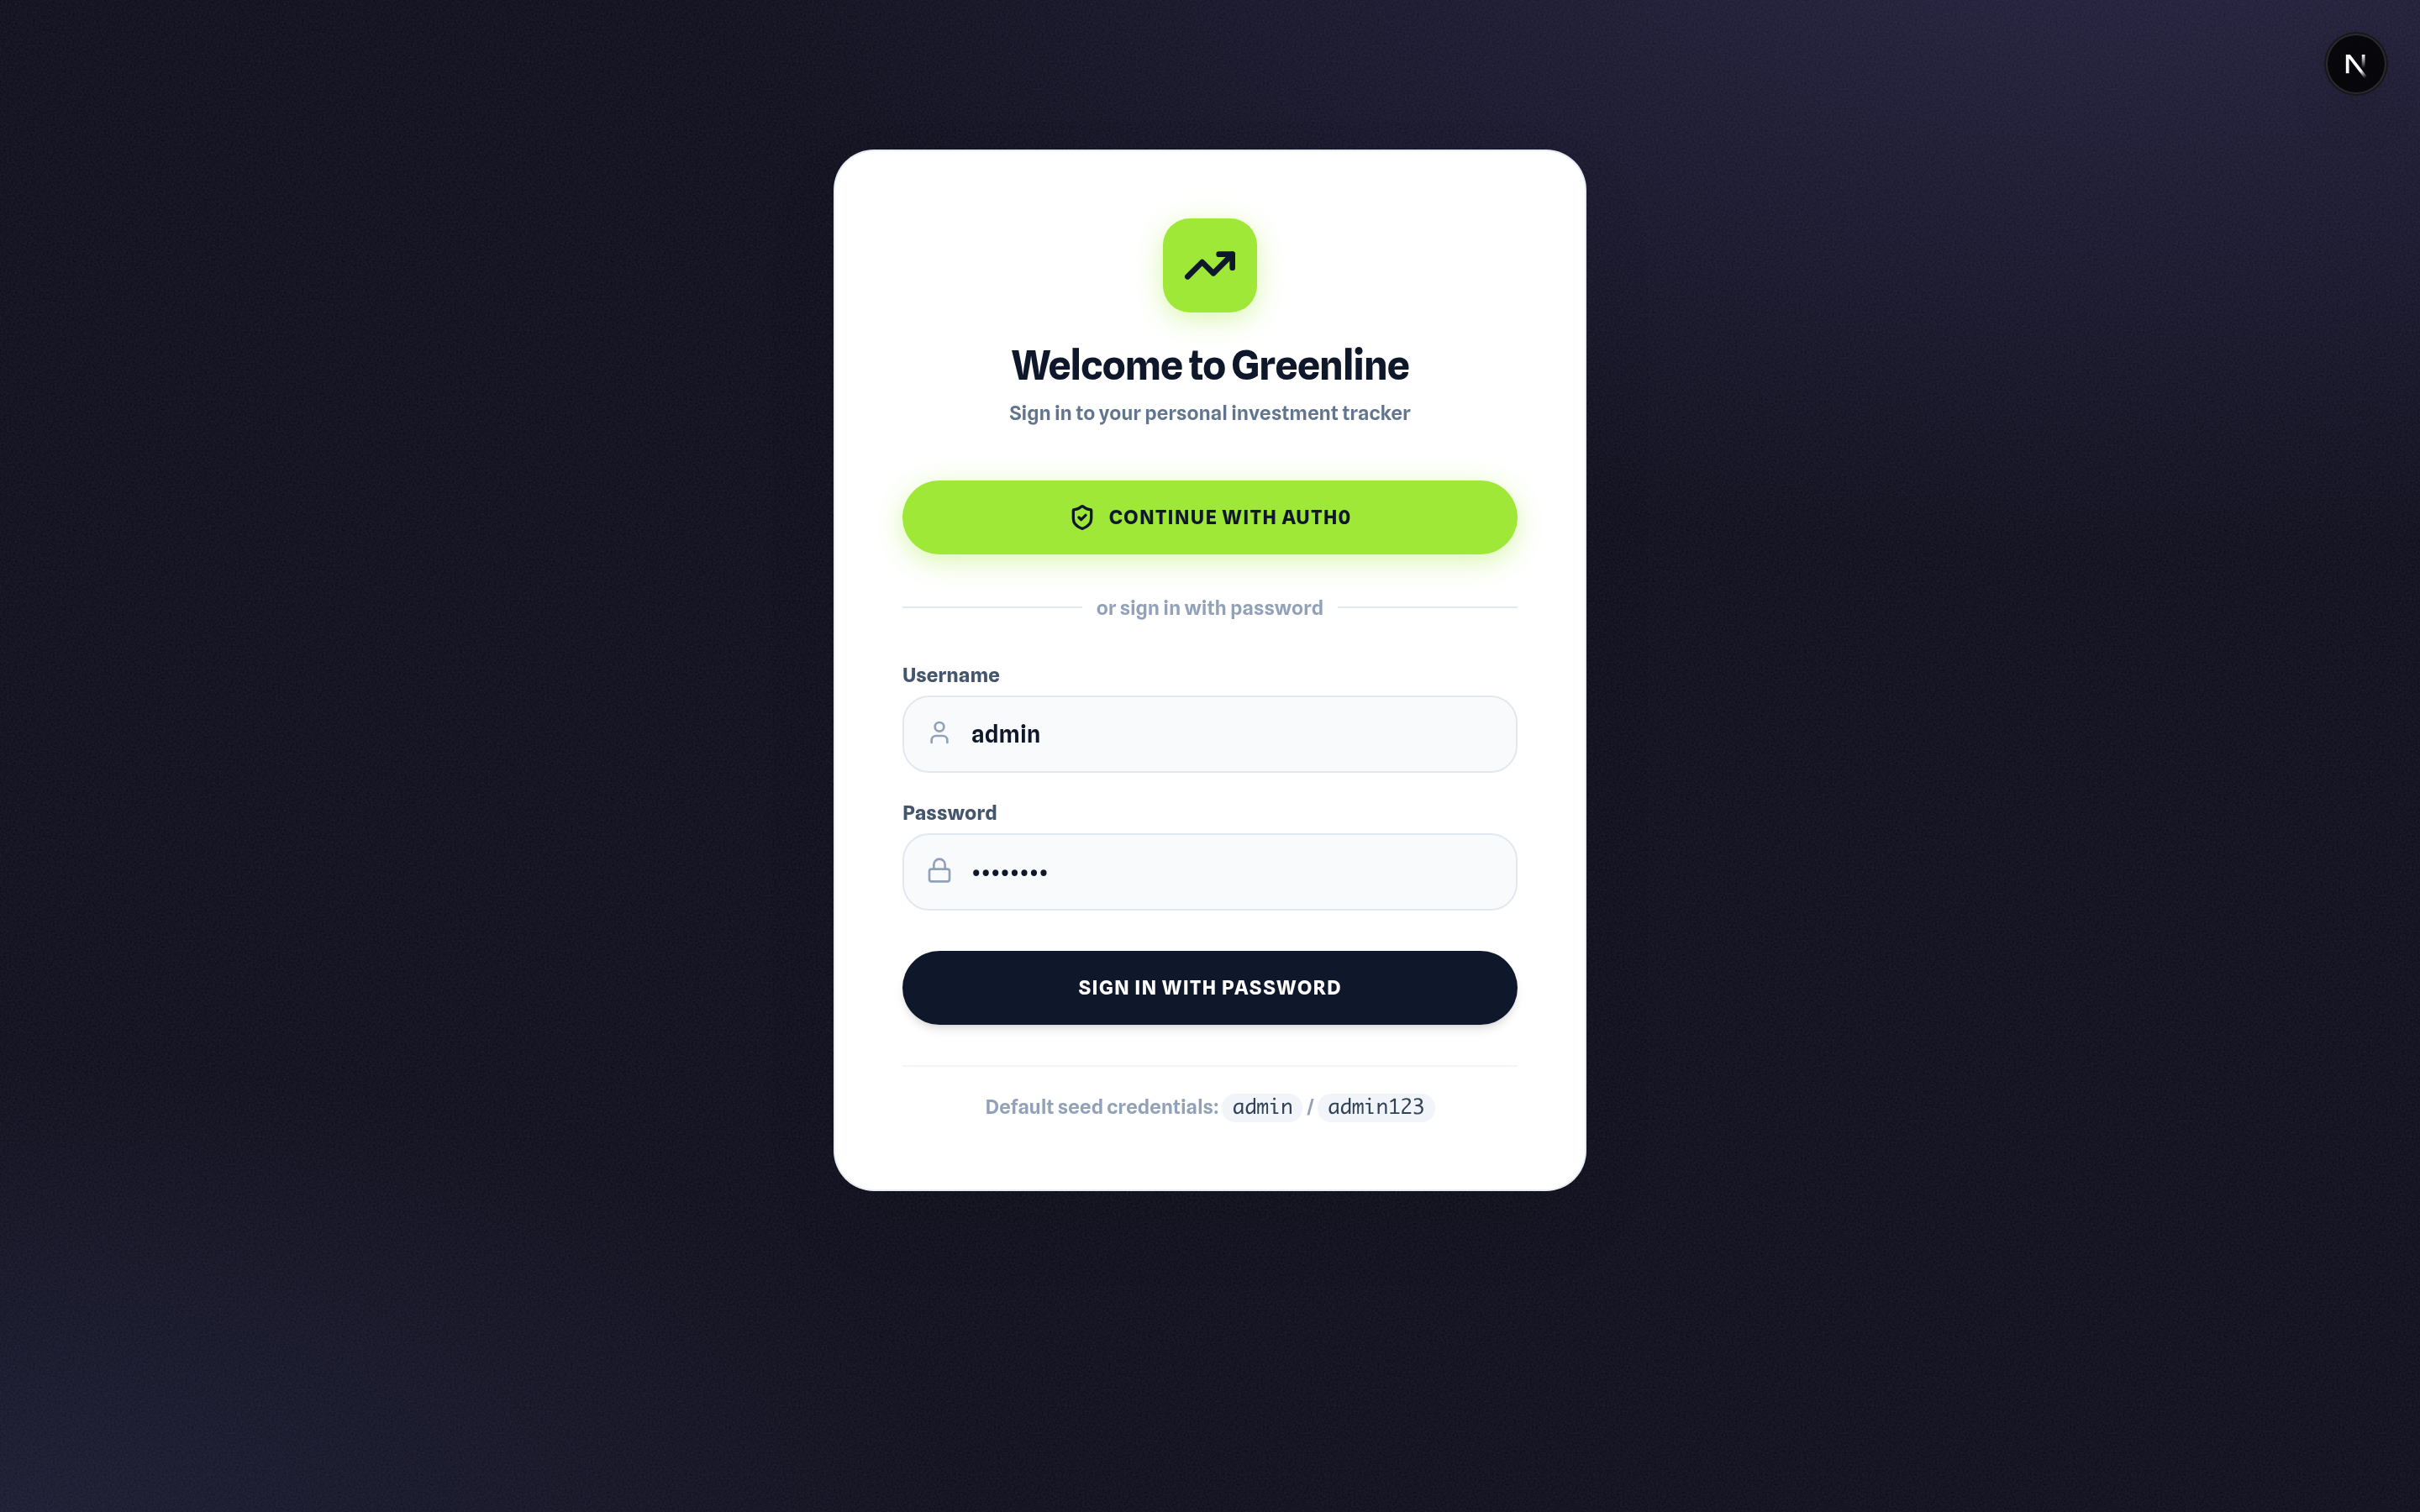 N
Welcome to Greenline
Sign in to your personal investment tracker
CONTINUE WITH AUTH0
or sign in with password
Username
admin
Password
••••••••
SIGN IN WITH PASSWORD
Default seed credentials: admin / admin123